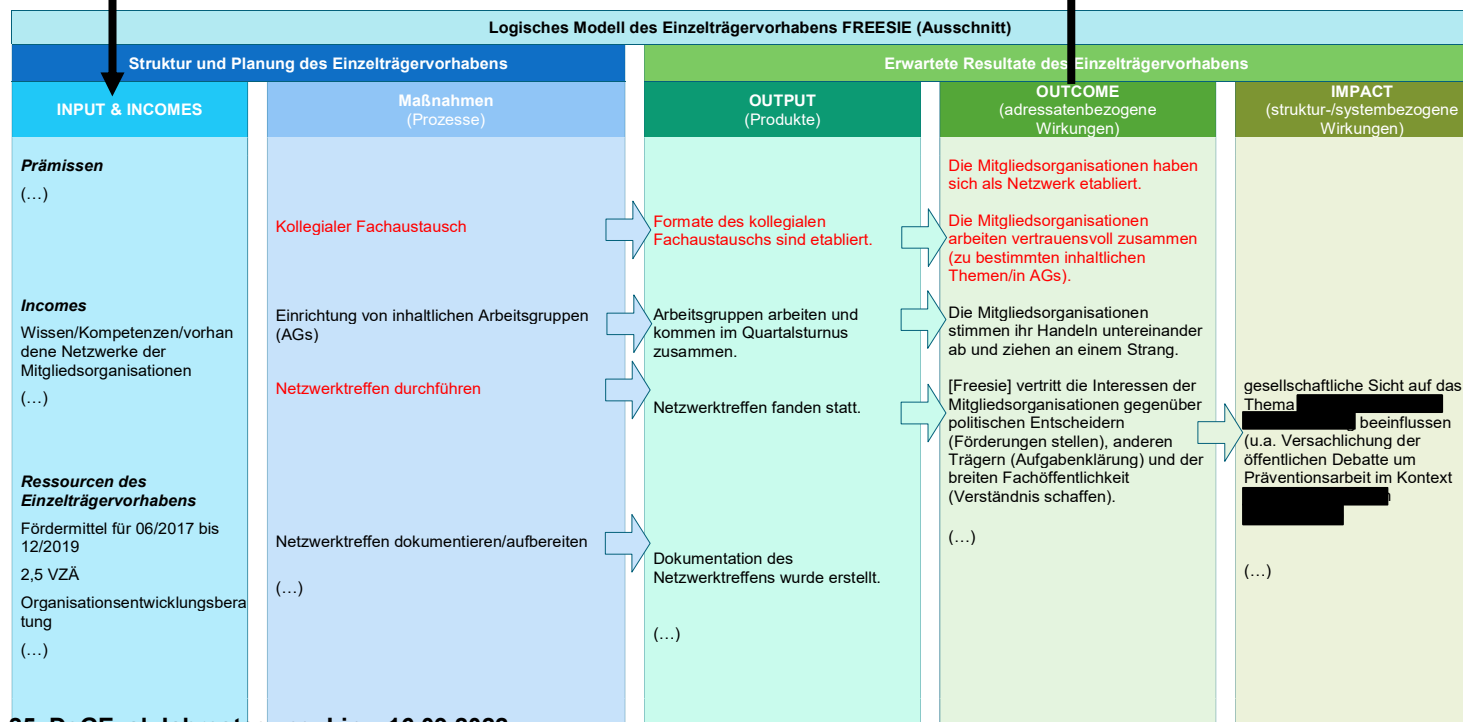 Logisches Modell des Einzelträgervorhabens FREESIE (Ausschnitt)
Struktur und Planung des Einzelträgervorhabens
Erwartete Resultate des Einzelträgervorhabens
INPUT & INCOMES
Maßnahmen
(Prozesse)
OUTPUT
(Produkte)
OUTCOME
(adressatenbezogene
Wirkungen)
IMPACT
(struktur-/systembezogene
Wirkungen)
Prämissen
(…)
Incomes
Wissen/Kompetenzen/vorhan
dene Netzwerke der
Mitgliedsorganisationen
(…)
Ressourcen des
Einzelträgervorhabens
Fördermittel für 06/2017 bis
12/2019
2,5 VZÄ
Organisationsentwicklungsbera
tung
(…)
Kollegialer Fachaustausch
Einrichtung von inhaltlichen Arbeitsgruppen
(AGs)
Netzwerktreffen durchführen
Netzwerktreffen dokumentieren/aufbereiten
(…)
Formate des kollegialen
Fachaustauschs sind etabliert.
Arbeitsgruppen arbeiten und
kommen im Quartalsturnus
zusammen.
Netzwerktreffen fanden statt.
Dokumentation des
Netzwerktreffens wurde erstellt.
(…)
Die Mitgliedsorganisationen haben
sich als Netzwerk etabliert.
Die Mitgliedsorganisationen
arbeiten vertrauensvoll zusammen
(zu bestimmten inhaltlichen
Themen/in AGs).
Die Mitgliedsorganisationen
stimmen ihr Handeln untereinander
ab und ziehen an einem Strang.
[Freesie] vertritt die Interessen der
Mitgliedsorganisationen gegenüber
politischen Entscheidern
(Förderungen stellen), anderen
Trägern (Aufgabenklärung) und der
breiten Fachöffentlichkeit
(Verständnis schaffen).
(…)
gesellschaftliche Sicht auf das
Thema
beeinflussen
(u.a. Versachlichung der
öffentlichen Debatte um
Präventionsarbeit im Kontext
(…)